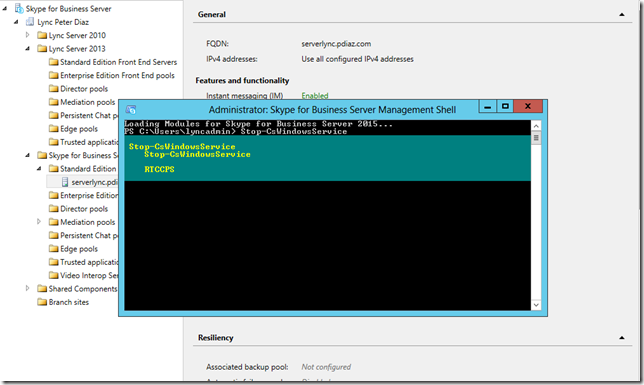 Skype for Business Server
Lync Peter Diaz
Lync Server 2010
Lync Server 2013
Standard Edition Front End Servers
Enterprise Edition Front End pools
Director pools
Mediation pools
Persistent Chat p
Edge pools
Trusted applicatio
Skype for Business Se
Standard Edition
serverlync.pdia
Enterprise Edition
Director pools
Mediation pools
Persistent Chat po
Edge pools
Trusted applicatio
Video Interop Ser
Shared Components
Branch sites
General
FQDN: serverlync.pdiaz.com
IPv4 addresses: Use all configured IPv4 addresses
Features and functionality
Instant messaging (IM) Enabled
Administrator: Skype for Business Server Management Shell
Loading Modules for Skype for Business Server 2015...
PS C:\Users\lyncadmin> Stop-CsWindowsService
Stop-CsWindowsService
Stop-CsWindowsService
RTCCPS
Resiliency
Associated backup pool: Not configured